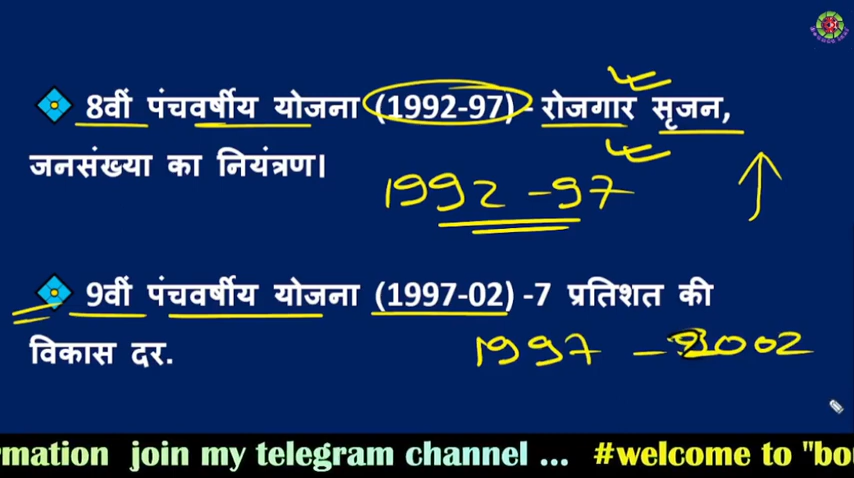 8वीं पंचवर्षीय योजना (1992-97) - रोजगार सृजन,
जनसंख्या का नियंत्रण।
1992 -97
9वीं पंचवर्षीय योजना (1997-02) -7 प्रतिशत की
विकास दर.
1997 - 2002
rmation join my telegram channel ... #welcome to "bo